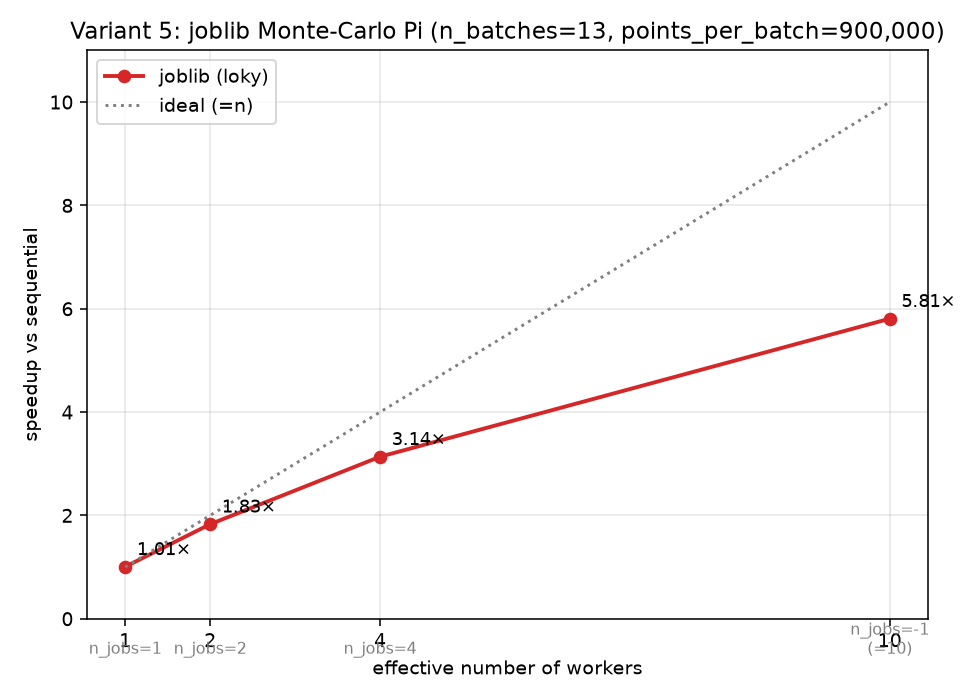 Variant 5: joblib Monte-Carlo Pi (n_batches=13, points_per_batch=900,000)
joblib (loky)
ideal (=n)
speedup vs sequential
10
8
6
4
2
0
5.81×
3.14×
1.83×
1.01×
1
2
4
10
n_jobs=1
n_jobs=2
n_jobs=4
n_jobs=-1
(=10)
effective number of workers